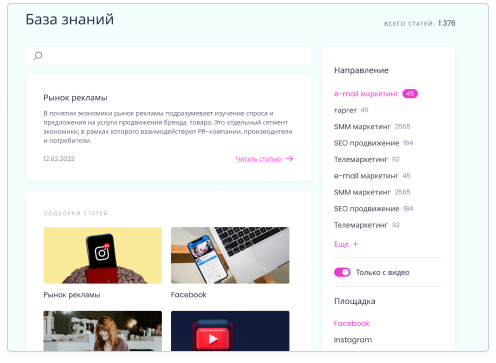 База знаний
ВСЕГО СТАТЕЙ: 1 376
Рынок рекламы
В понятии экономики рынок рекламы подразумевает изучение спроса и
предложения на услуги продвижения бренда, товара. Это отдельный сегмент
экономики, в рамках которого взаимодействуют PR-компании, производители
и потребители.
12.02.2022
Читать статью
ПОДБОРКИ СТАТЕЙ
Рынок рекламы
Facebook
Направление
e-mail маркетинг 45
таргет 45
SMM маркетинг 2565
SEO продвижение 184
Телемаркетинг 92
e-mail маркетинг 45
SMM маркетинг 2565
SEO продвижение 184
Телемаркетинг 92
Еще +
Только с видео
Площадка
Facebook
Instagram